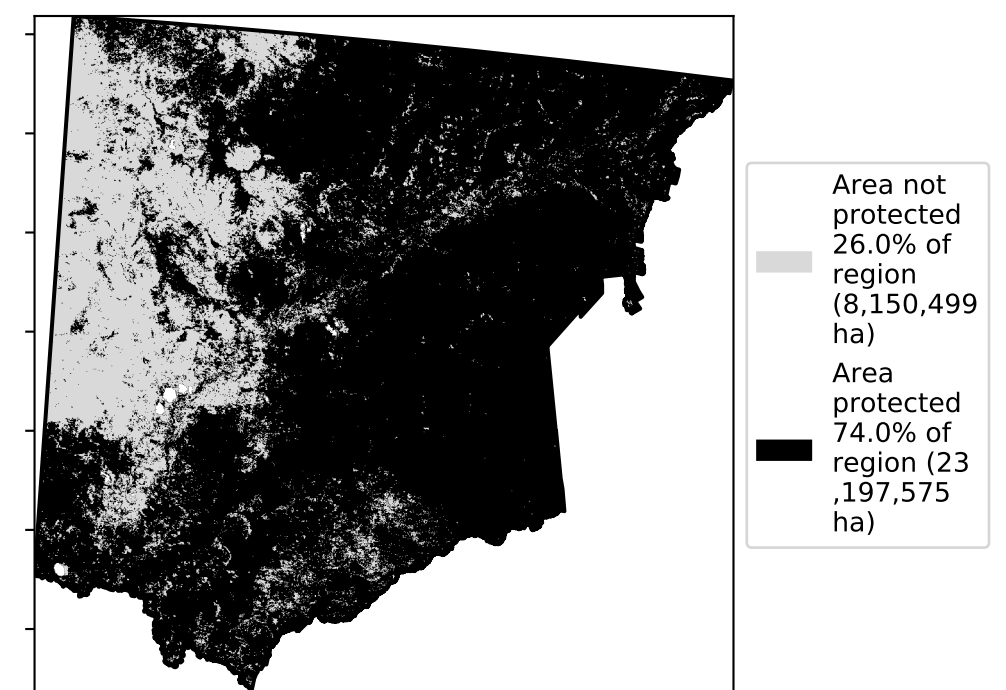 Area not
protected
26.0% of
region
(8,150,499
ha)
Area
protected
74.0% of
region (23
,197,575
ha)